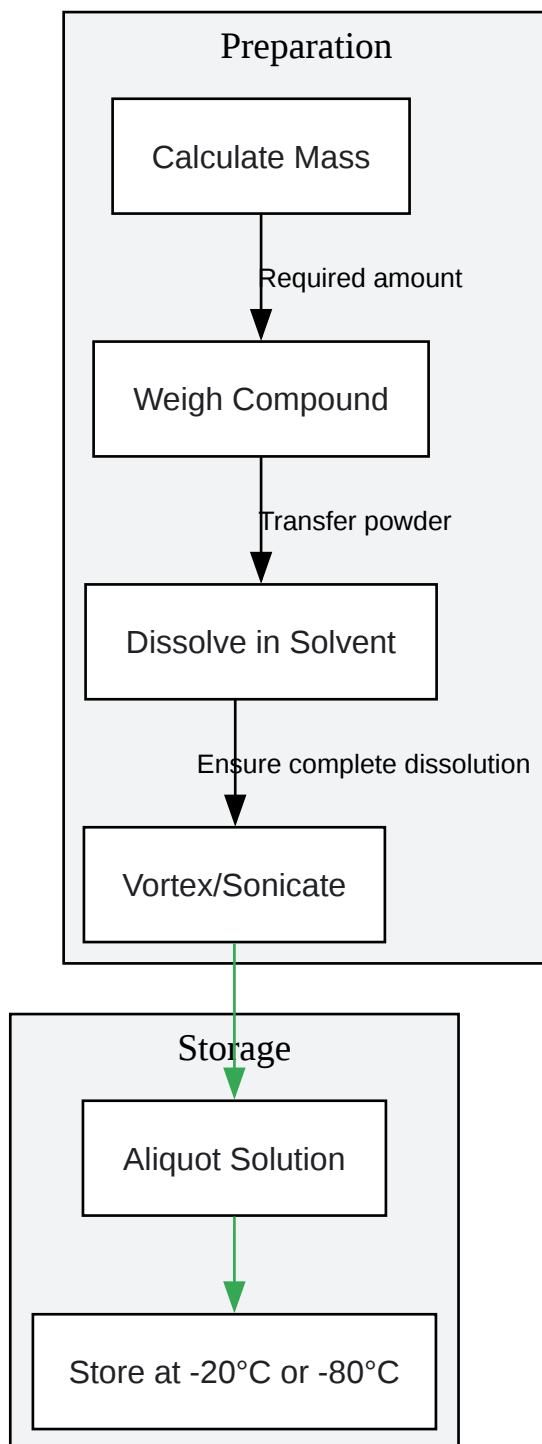 Preparation
Calculate Mass
Required amount
Weigh Compound
Transfer powder
Dissolve in Solvent
Ensure complete dissolution
Vortex/Sonicate
Storage
Aliquot Solution
Store at -20°C or -80°C